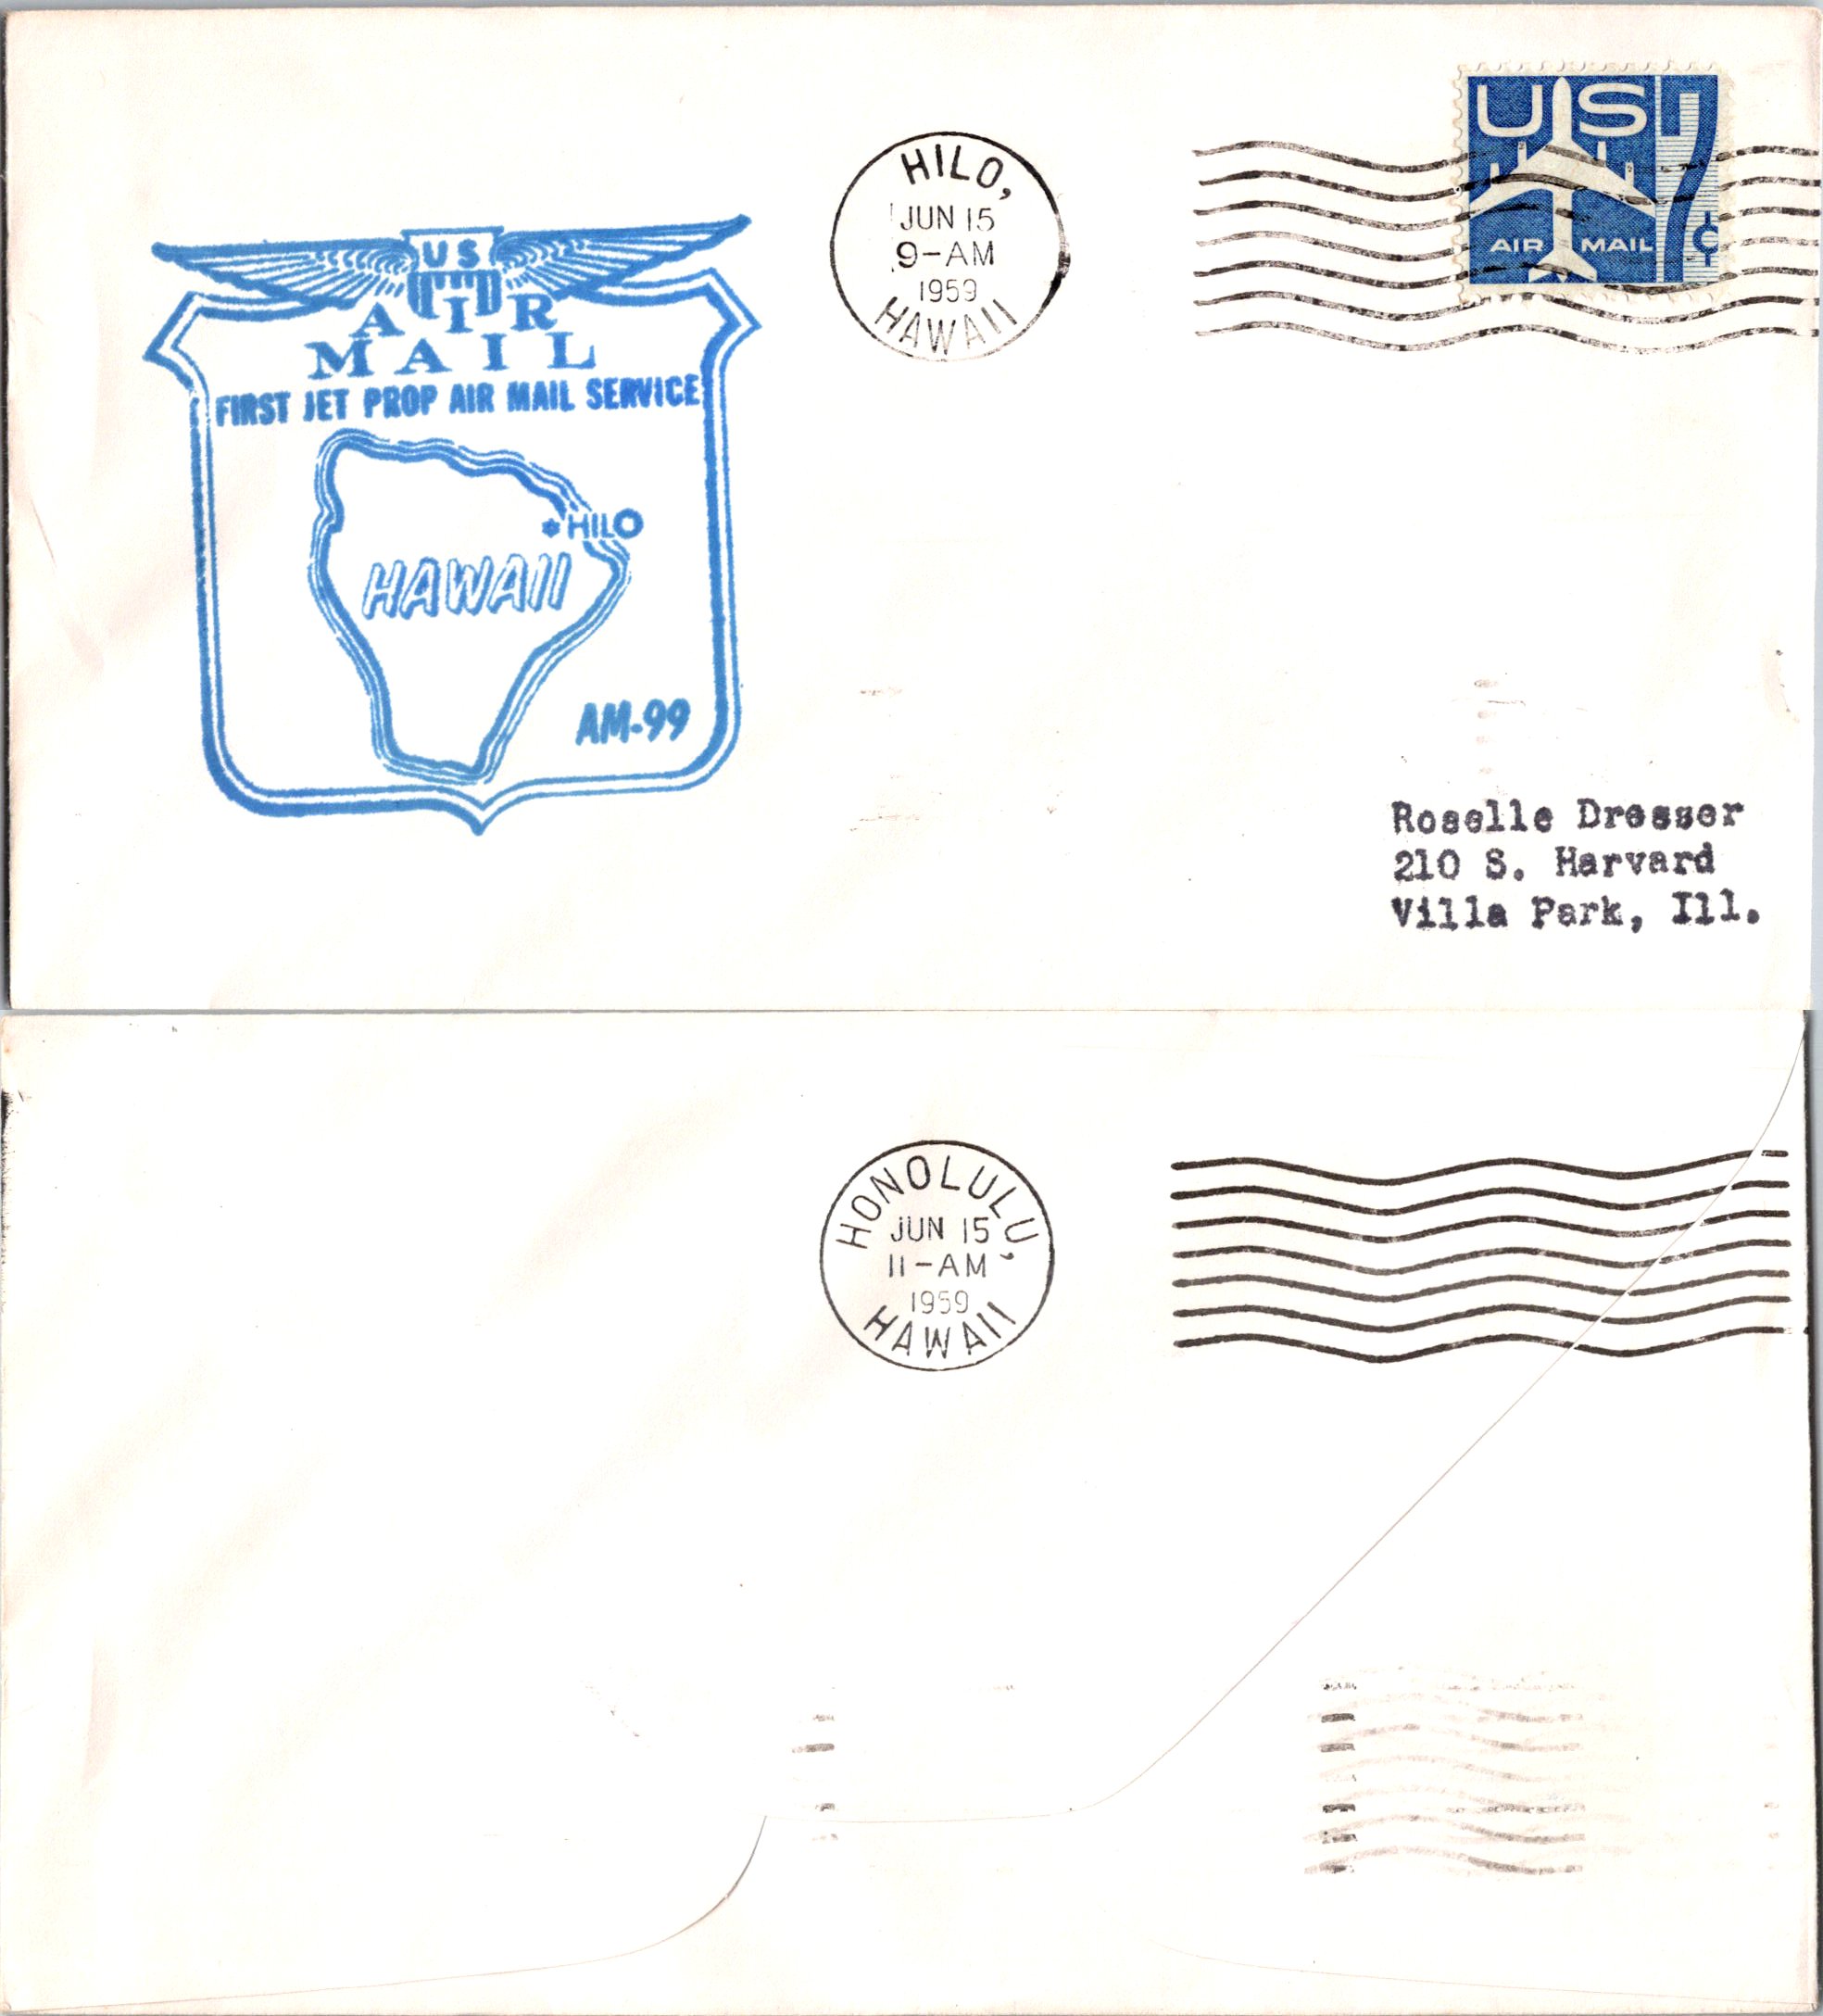 US
AIR
MAIL
FIRST JET PROP AIR MAIL SERVICE
HILO
HAWAII
AM-99
HILO,
JUN 15
9-AM
1959
HAWAII
US
7¢
AIR MAIL
Roselle Dresser
210 S. Harvard
Villa Park, Ill.
HONOLULU,
JUN 15
11-AM
1959
HAWAII